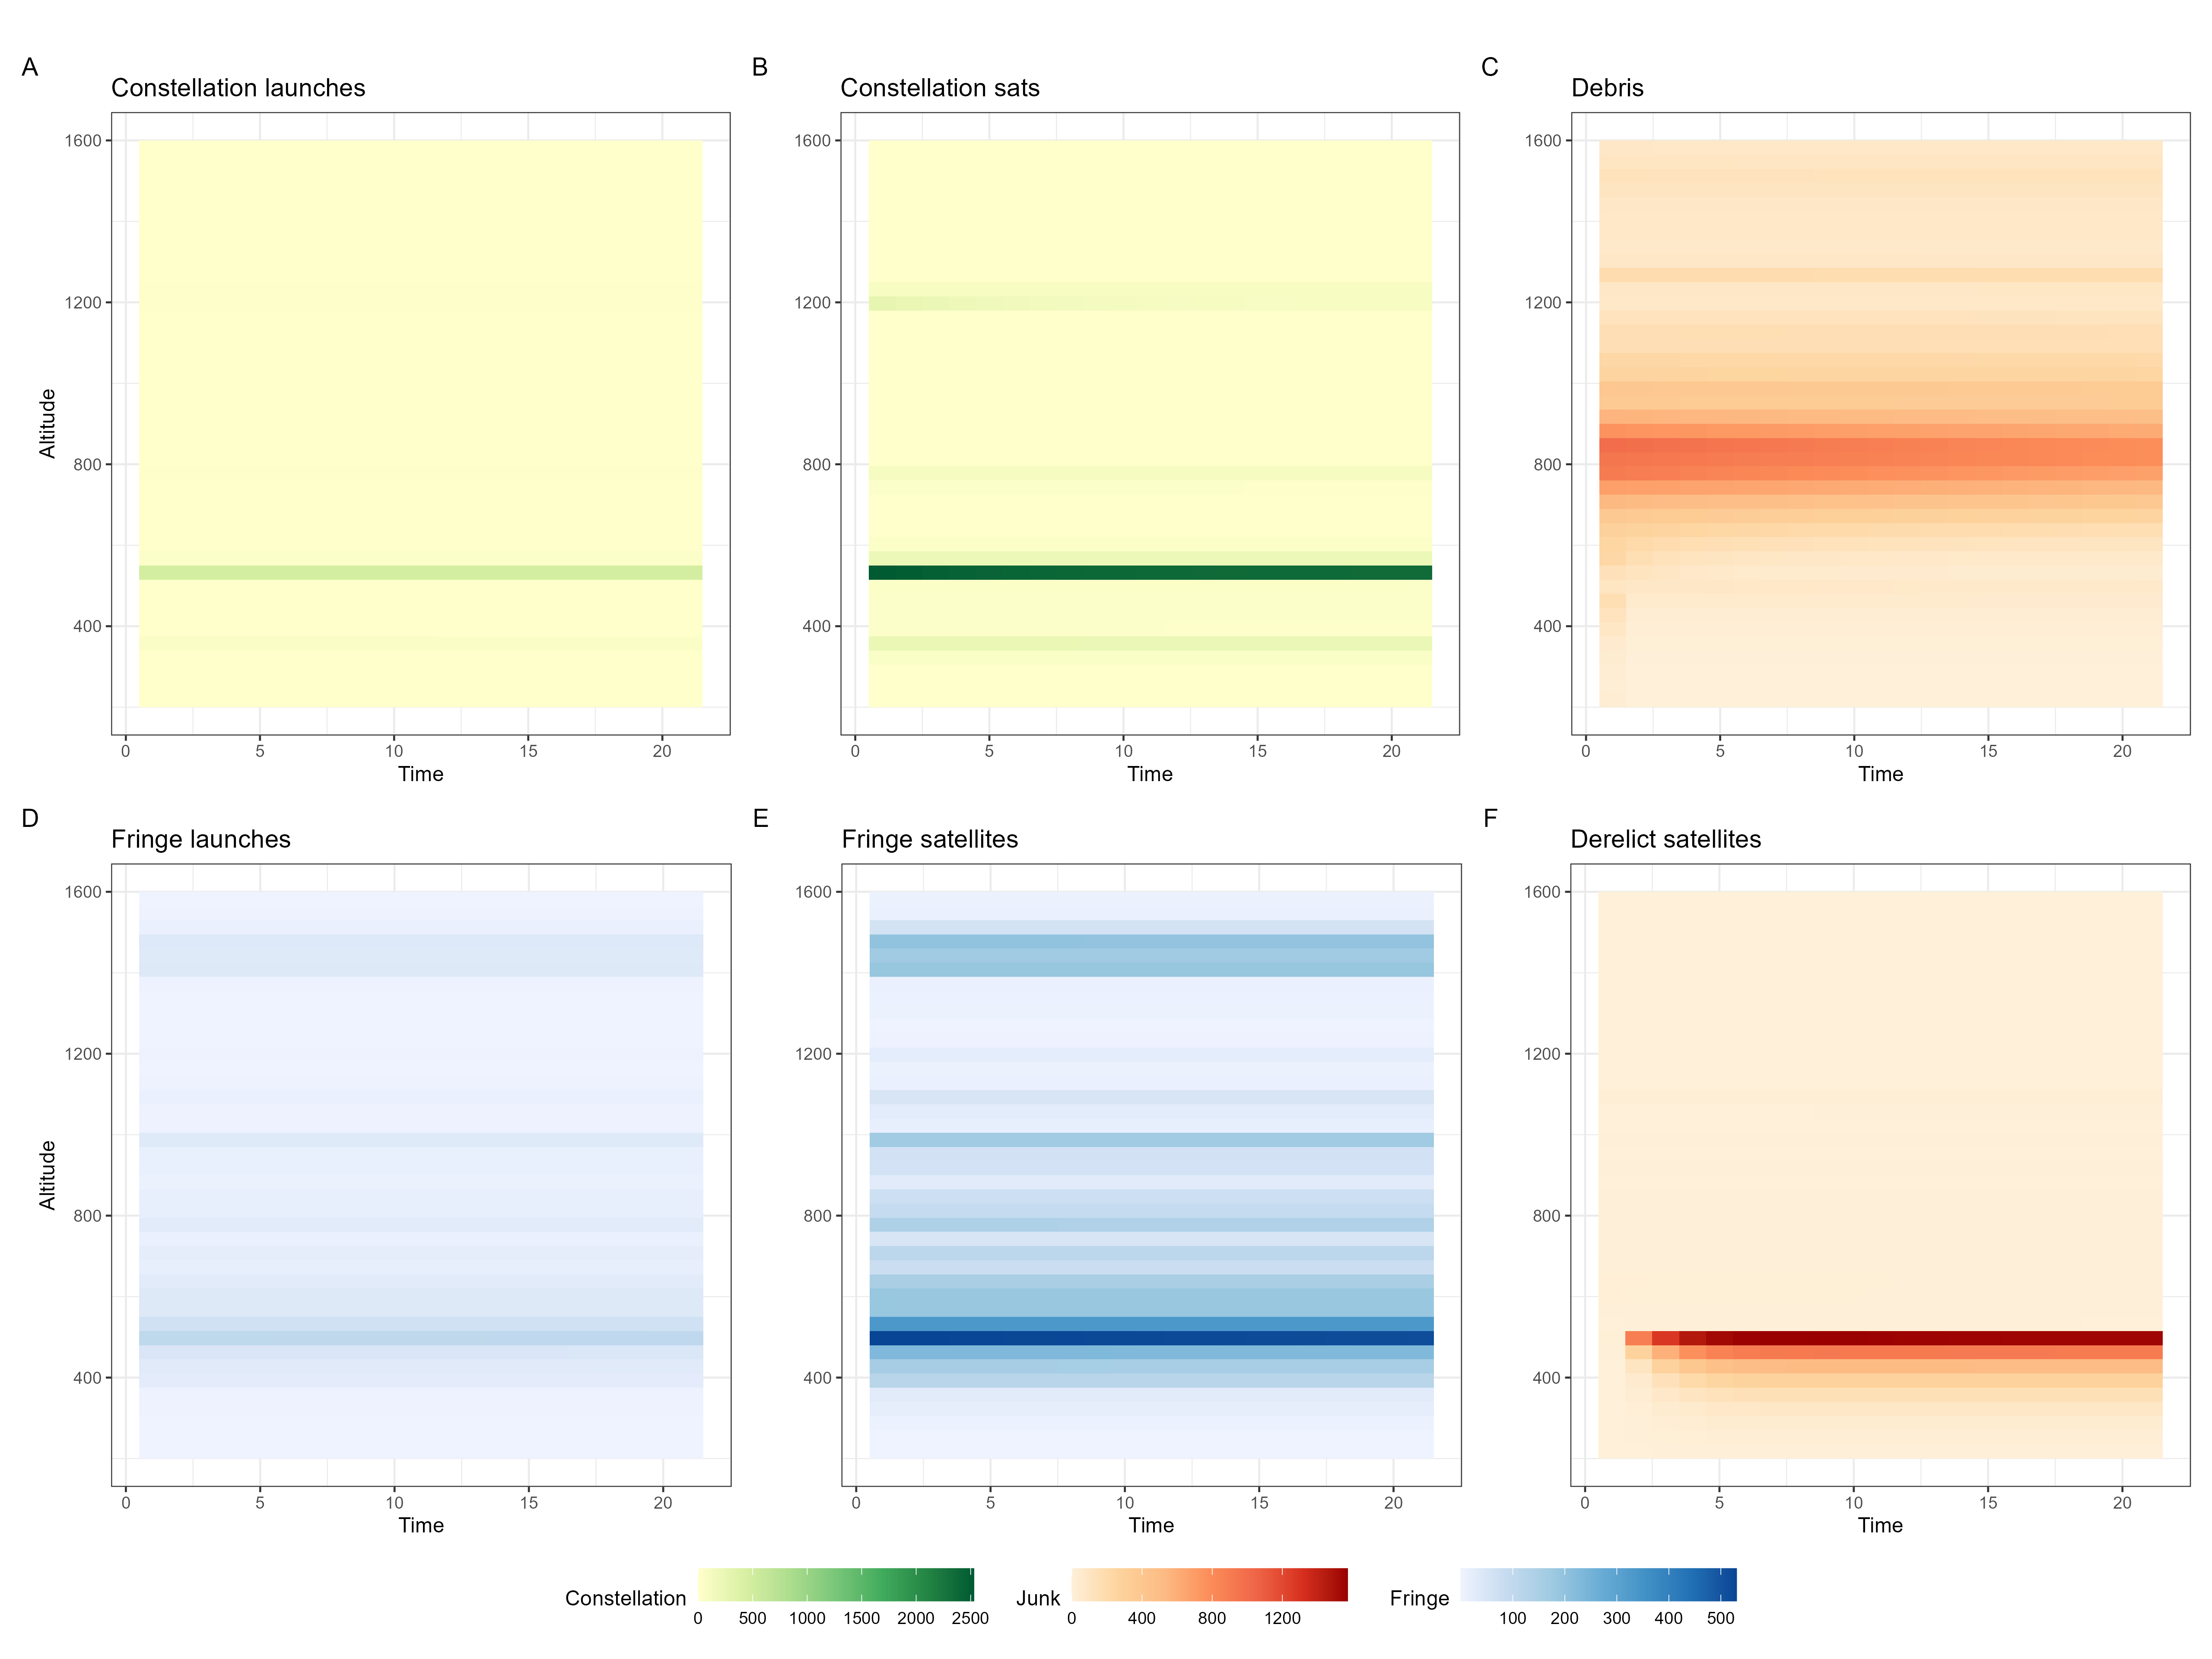 A
Constellation launches
Altitude
1600
1200
800
400
0 5 10 15 20
Time
B
Constellation sats
1600
1200
800
400
0 5 10 15 20
Time
C
Debris
1600
1200
800
400
0 5 10 15 20
Time
D
Fringe launches
Altitude
1600
1200
800
400
0 5 10 15 20
Time
E
Fringe satellites
1600
1200
800
400
0 5 10 15 20
Time
F
Derelict satellites
1600
1200
800
400
0 5 10 15 20
Time
Constellation
0 500 1000 1500 2000 2500
Junk
0 400 800 1200
Fringe
100 200 300 400 500